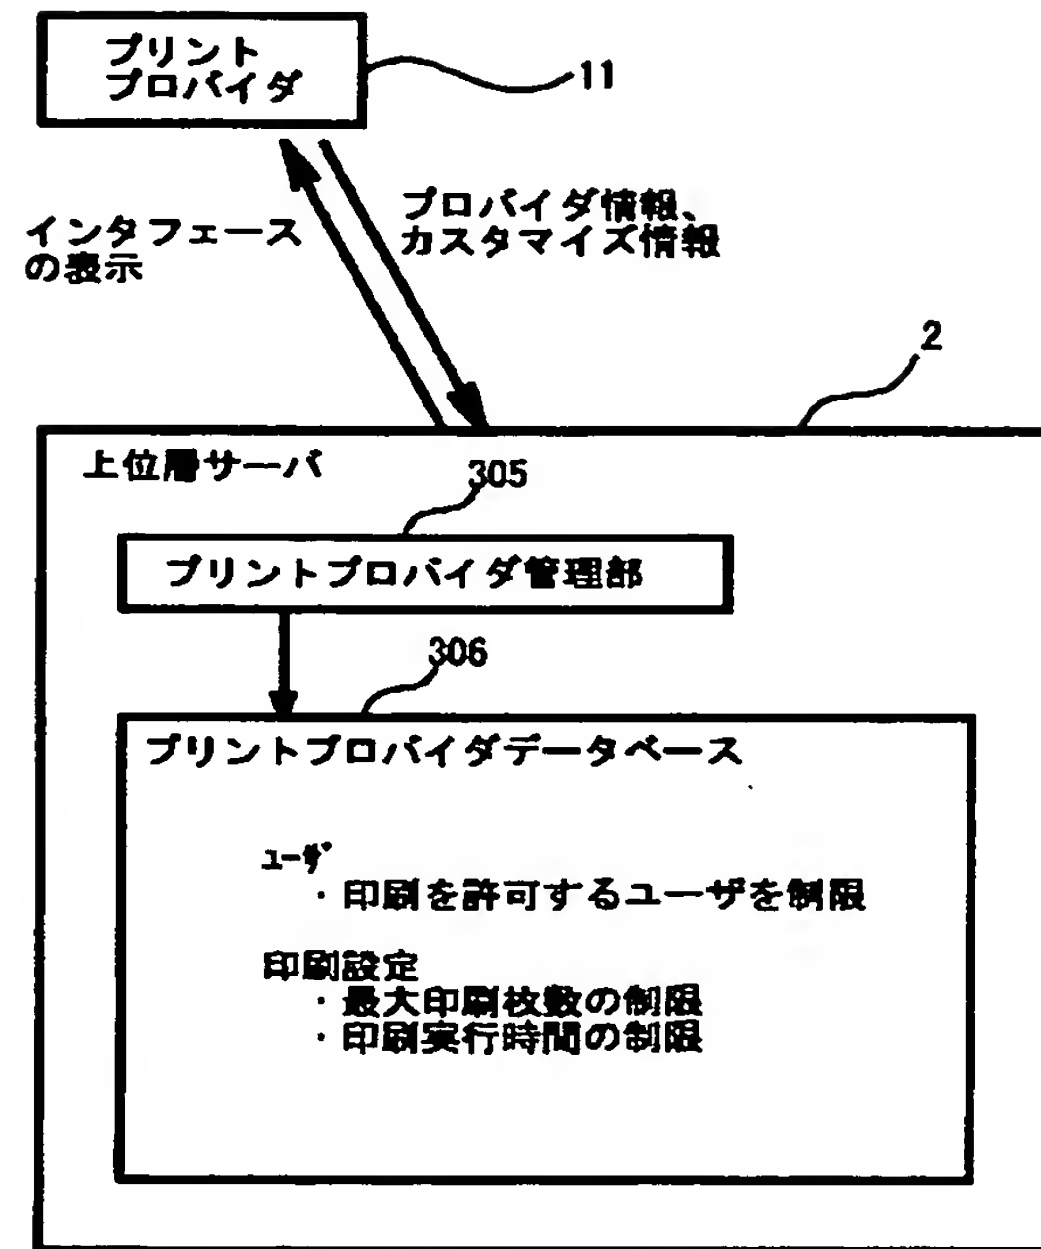 プリント
プロバイダ
11
インタフェース
の表示
プロバイダ情報、
カスタマイズ情報
2
上位層サーバ
305
プリントプロバイダ管理部
306
プリントプロバイダデータベース
ユーザ
・印刷を許可するユーザを制限
印刷設定
・最大印刷枚数の制限
・印刷実行時間の制限